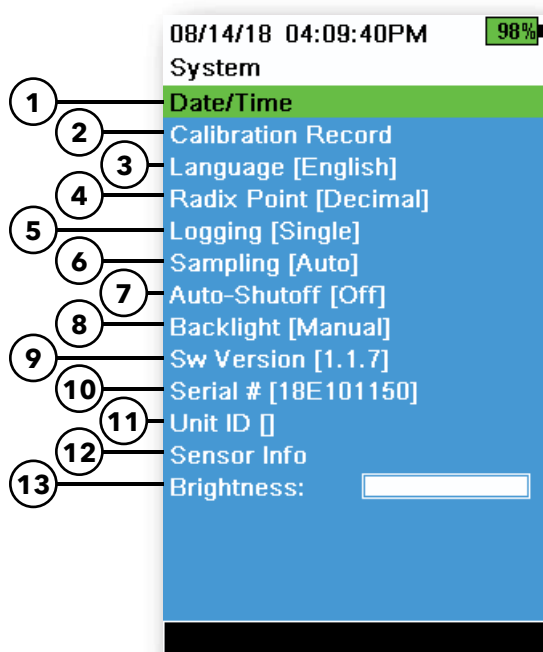 08/14/18 04:09:40PM 98%
System
1 Date/Time
2 Calibration Record
3 Language [English]
4 Radix Point [Decimal]
5 Logging [Single]
6 Sampling [Auto]
7 Auto-Shutoff [Off]
8 Backlight [Manual]
9 Sw Version [1.1.7]
10 Serial # [18E101150]
11 Unit ID []
12 Sensor Info
13 Brightness: